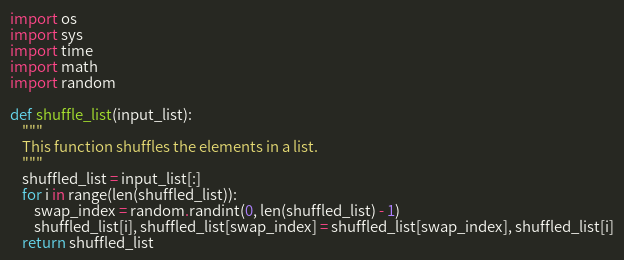 import os
import sys
import time
import math
import random

def shuffle_list(input_list):
    """
    This function shuffles the elements in a list.
    """
    shuffled_list = input_list[:]
    for i in range(len(shuffled_list)):
        swap_index = random.randint(0, len(shuffled_list) - 1)
        shuffled_list[i], shuffled_list[swap_index] = shuffled_list[swap_index], shuffled_list[i]
    return shuffled_list